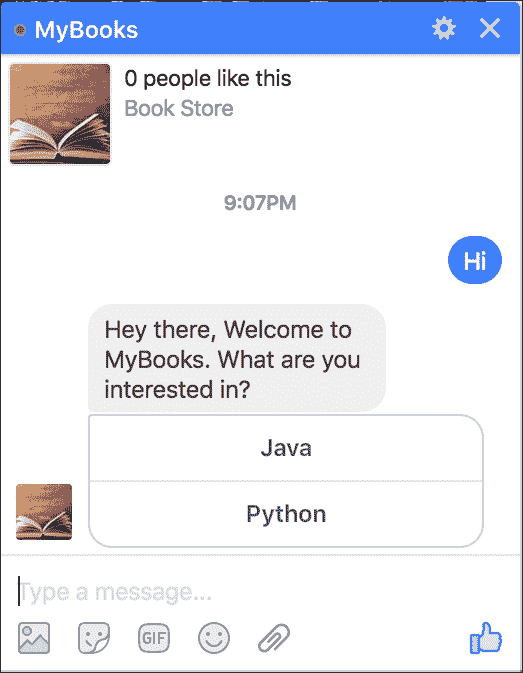 MyBooks
0 people like this
Book Store
9:07PM
Hi
Hey there, Welcome to
MyBooks. What are you
interested in?
Java
Python
Type a message...
GIF